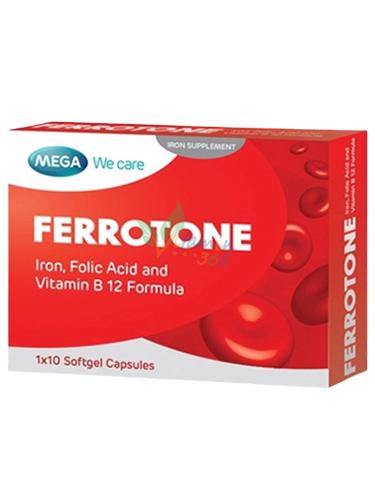 IRON SUPPLEMENT
MEGA We care
FERROTONE
Iron, Folic Acid and
Vitamin B 12 Formula
1x10 Softgel Capsules
FERROTONE
Iron, Folic Acid and
Vitamin B 12 Formula
365